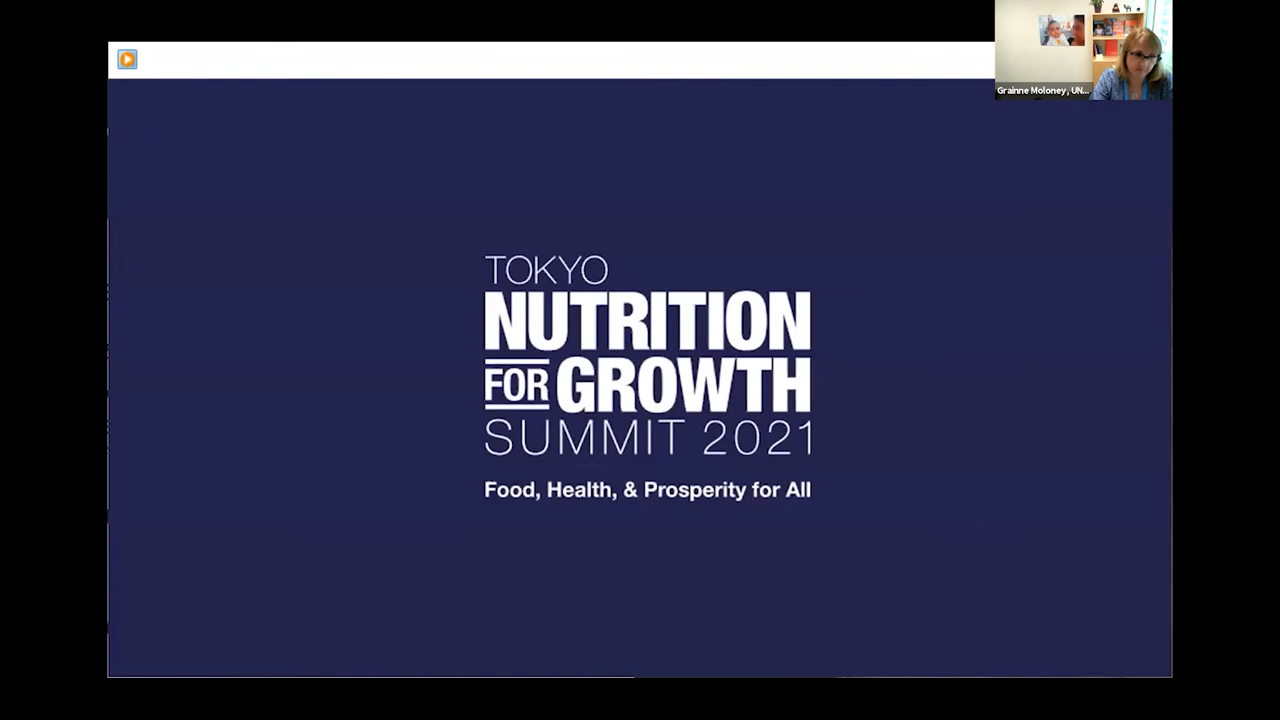 Grainne Moloney, UN...
TOKYO
NUTRITION
FOR GROWTH
SUMMIT 2021
Food, Health, & Prosperity for All